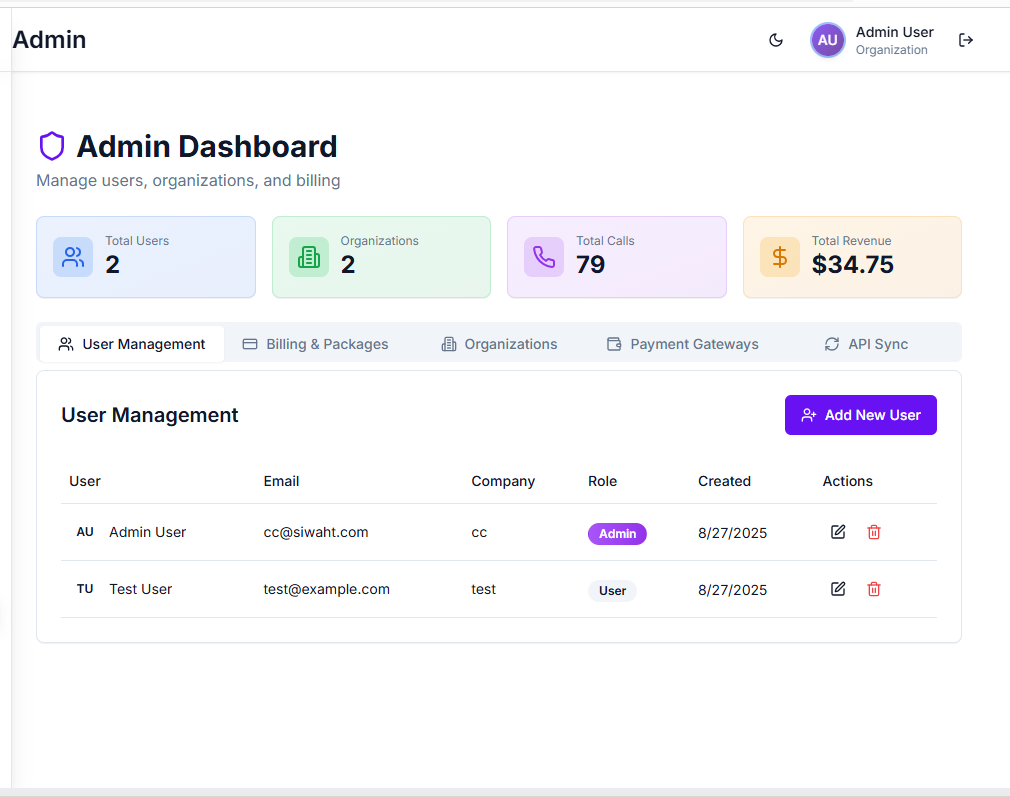 Admin
AU
Admin User
Organization
Admin Dashboard
Manage users, organizations, and billing
Total Users
2
Organizations
2
Total Calls
79
Total Revenue
$34.75
User Management
Billing & Packages
Organizations
Payment Gateways
API Sync
User Management
Add New User
User Email Company Role Created Actions
AU Admin User cc@siwaht.com cc Admin 8/27/2025
TU Test User test@example.com test User 8/27/2025